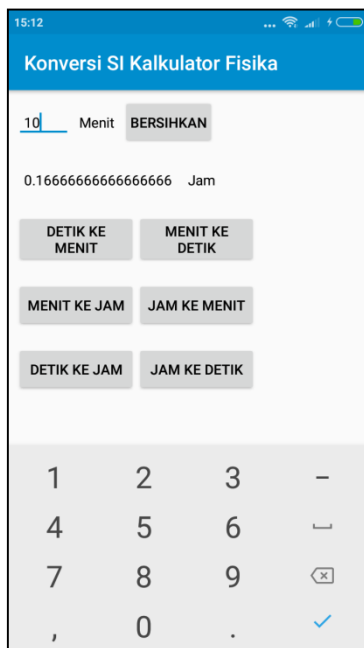 15:12
Konversi SI Kalkulator Fisika
10 Menit BERSIHKAN
0.16666666666666666 Jam
DETIK KE MENIT
MENIT KE DETIK
MENIT KE JAM JAM KE MENIT
DETIK KE JAM JAM KE DETIK
1 2 3 -
4 5 6
7 8 9
, 0 .